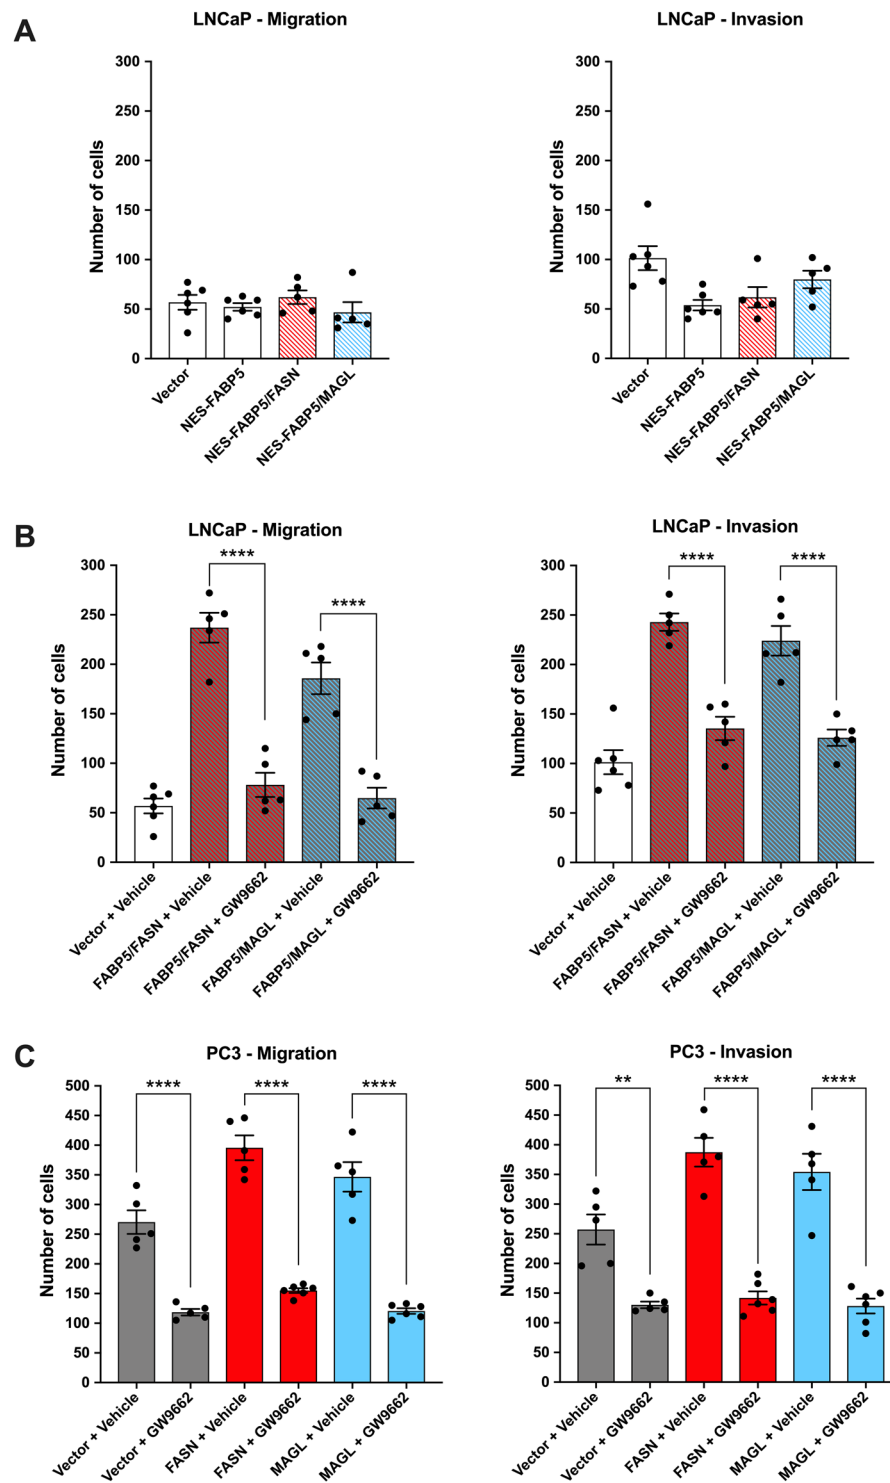 A
LNCaP - Migration
Number of cells
300
250
200
150
100
50
0
Vector
NES-FABP5
NES-FABP5/FASN
NES-FABP5/MAGL
LNCaP - Invasion
Number of cells
300
250
200
150
100
50
0
Vector
NES-FABP5
NES-FABP5/FASN
NES-FABP5/MAGL
B
LNCaP - Migration
Number of cells
300
250
200
150
100
50
0
****
****
Vector + Vehicle
FABP5/FASN + Vehicle
FABP5/FASN + GW9662
FABP5/MAGL + Vehicle
FABP5/MAGL + GW9662
LNCaP - Invasion
Number of cells
300
250
200
150
100
50
0
****
****
Vector + Vehicle
FABP5/FASN + Vehicle
FABP5/FASN + GW9662
FABP5/MAGL + Vehicle
FABP5/MAGL + GW9662
C
PC3 - Migration
Number of cells
500
450
400
350
300
250
200
150
100
50
0
****
****
****
Vector + Vehicle
Vector + GW9662
FASN + Vehicle
FASN + GW9662
MAGL + Vehicle
MAGL + GW9662
PC3 - Invasion
Number of cells
500
450
400
350
300
250
200
150
100
50
0
**
****
****
Vector + Vehicle
Vector + GW9662
FASN + Vehicle
FASN + GW9662
MAGL + Vehicle
MAGL + GW9662